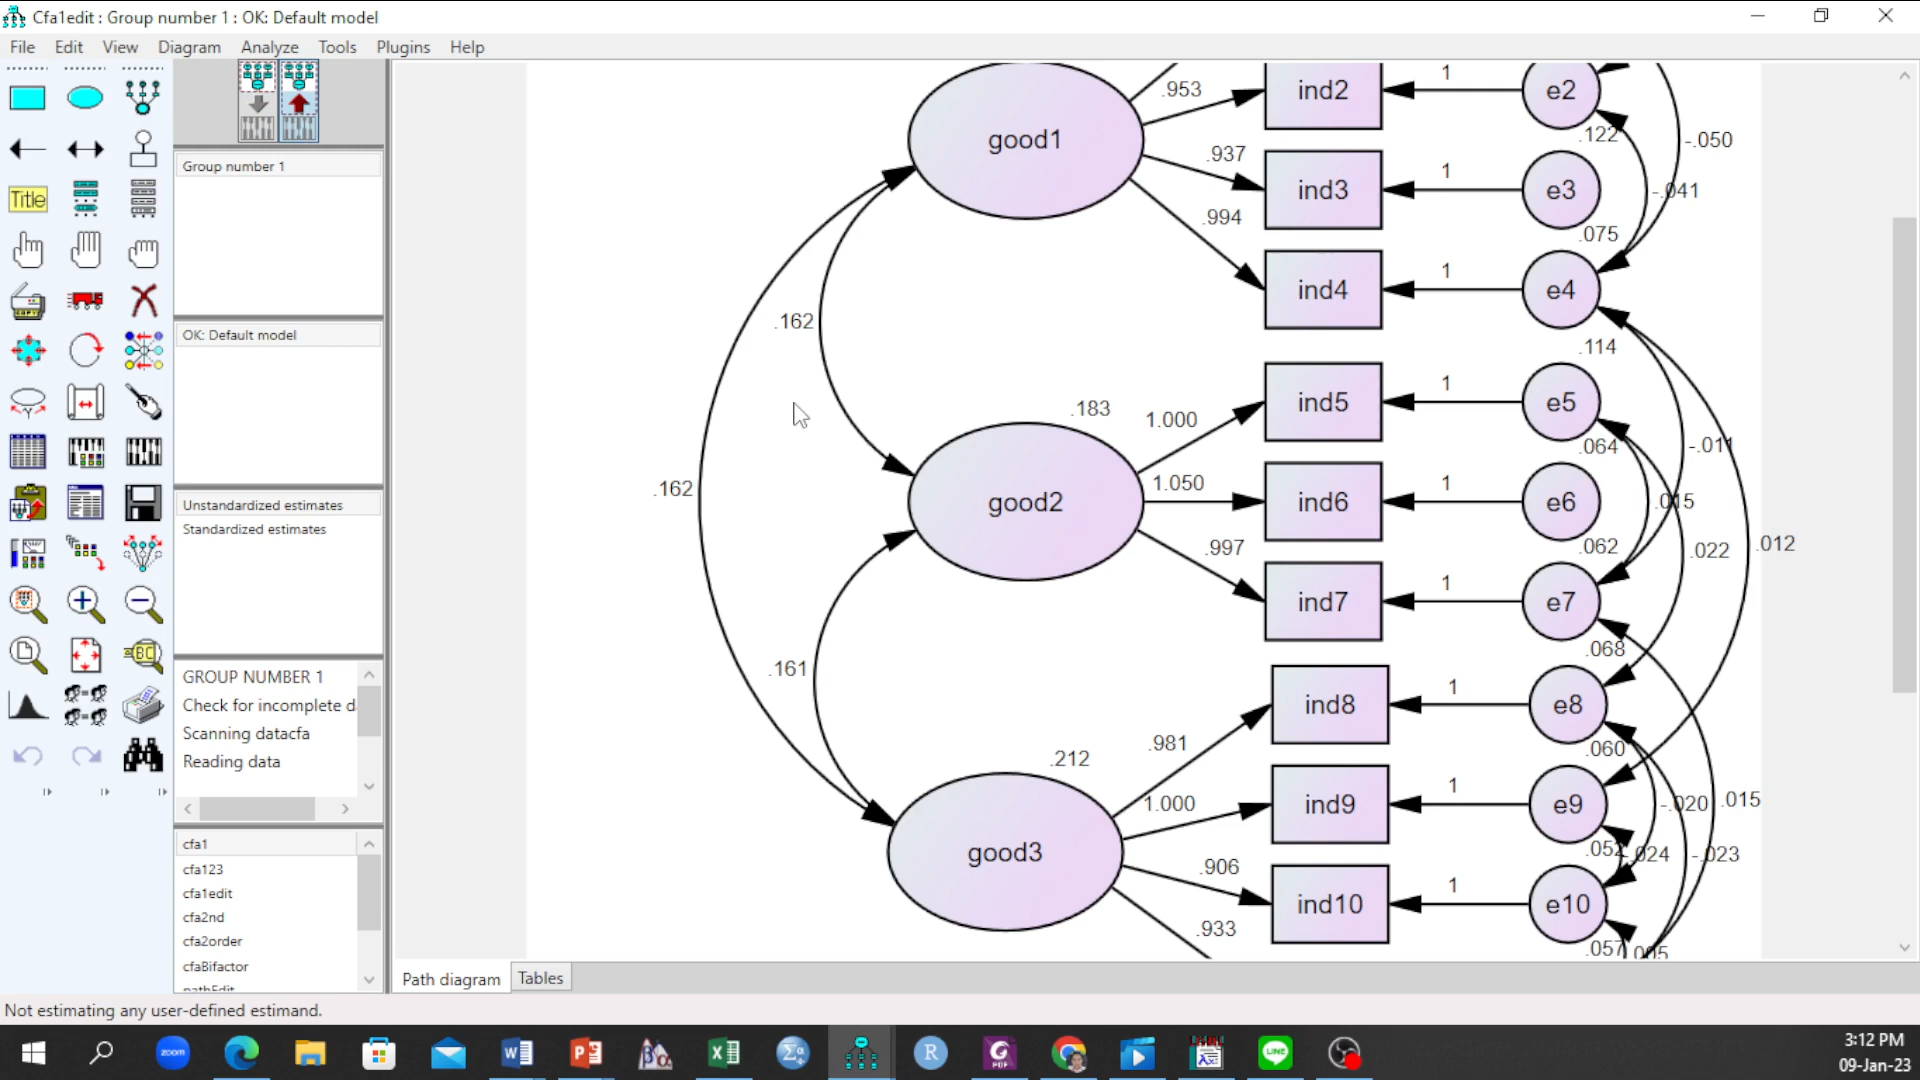 Cfa1edit : Group number 1 : OK: Default model
File Edit View Diagram Analyze Tools Plugins Help
Title
Group number 1
OK: Default model
Unstandardized estimates
Standardized estimates
GROUP NUMBER 1
Check for incomplete d
Scanning datacfa
Reading data
cfa1
cfa123
cfa1edit
cfa2nd
cfa2order
cfaBifactor
pathEdit
good1
.953
ind2
1
e2
.122
-.050
.937
ind3
1
e3
-.041
.075
.994
ind4
1
e4
.162
.114
.183
1.000
ind5
1
e5
.064
-.011
.162
good2
1.050
ind6
1
e6
.015
.062
.022
.012
.997
ind7
1
e7
.068
.161
ind8
1
e8
.981
.060
.212
1.000
ind9
1
e9
-.020
.015
.052
.024
-.023
good3
.906
ind10
1
e10
.933
.057
.005
Path diagram Tables
Not estimating any user-defined estimand.
zoom
3:12 PM
09-Jan-23
LINE